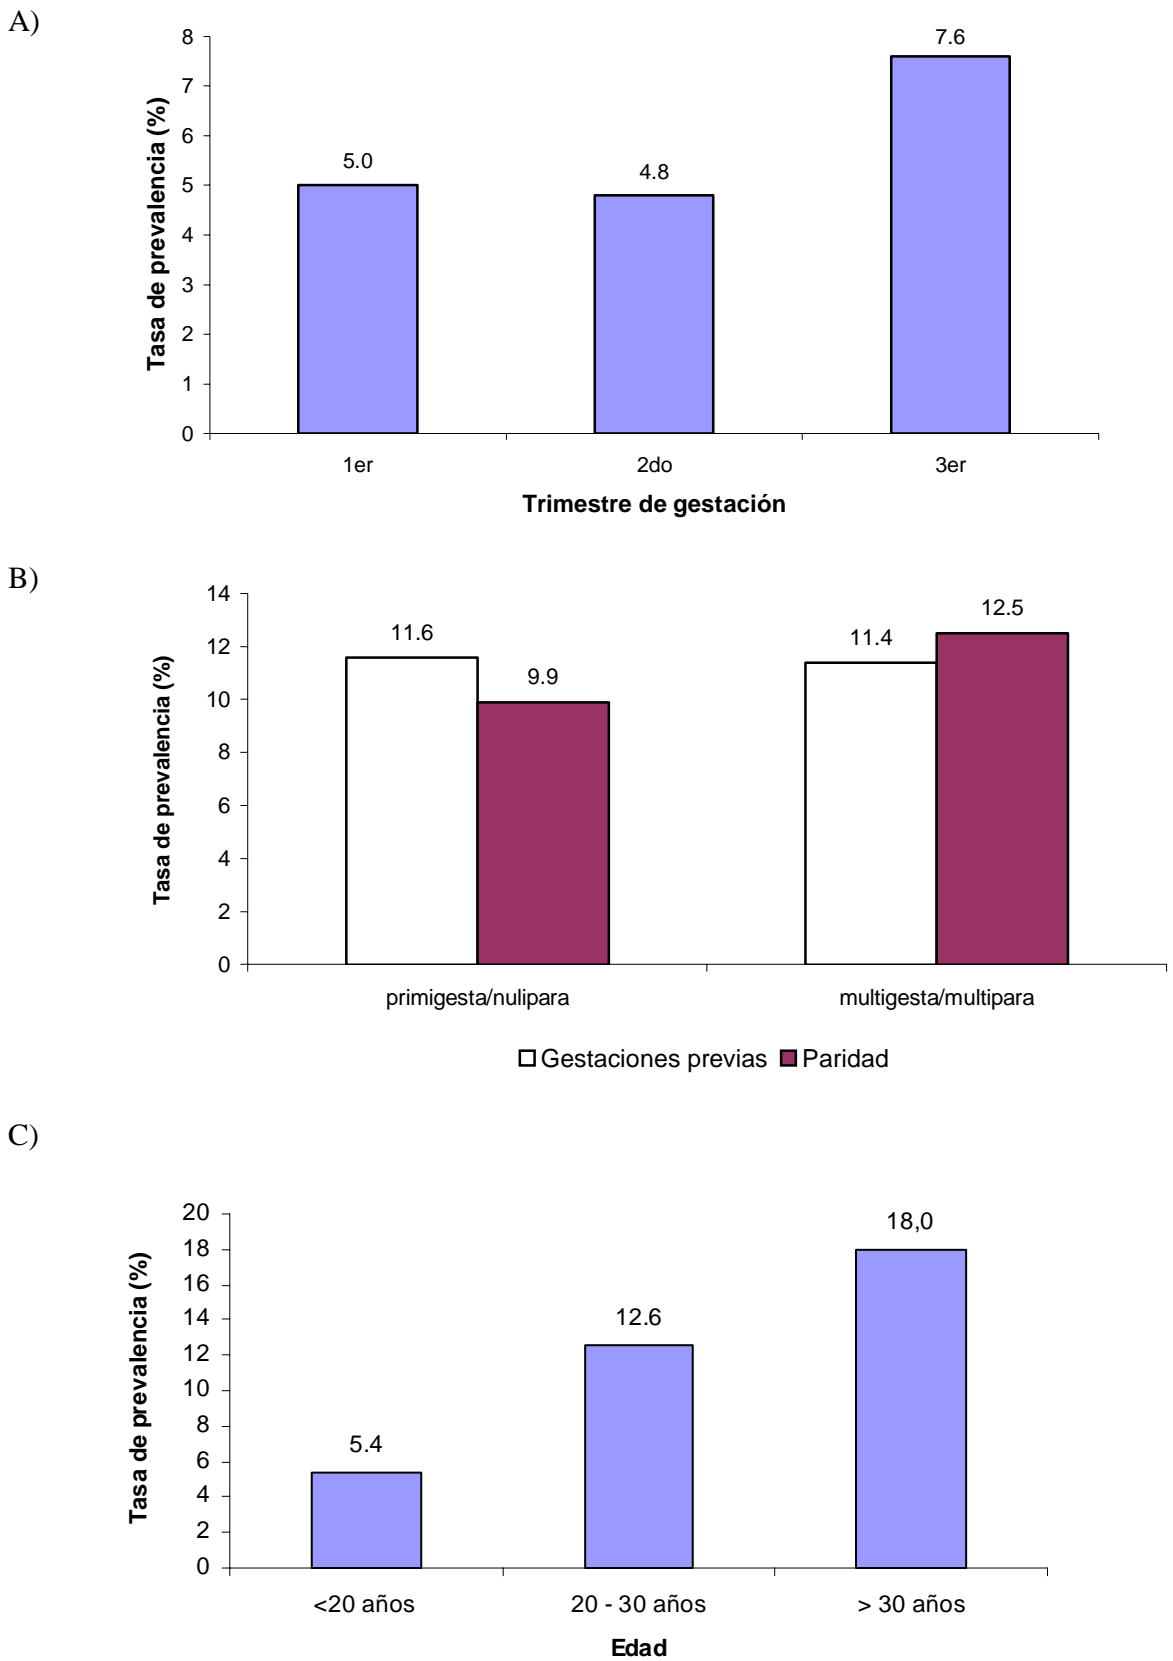 A)
Tasa de prevalencia (%)
8
7
6
5
4
3
2
1
0
5.0
4.8
7.6
1er
2do
3er
Trimestre de gestación
B)
Tasa de prevalencia (%)
14
12
10
8
6
4
2
0
11.6
9.9
11.4
12.5
primigesta/nulipara
multigesta/multipara
Gestaciones previas
Paridad
C)
Tasa de prevalencia (%)
20
18
16
14
12
10
8
6
4
2
0
5.4
12.6
18,0
<20 años
20 - 30 años
> 30 años
Edad